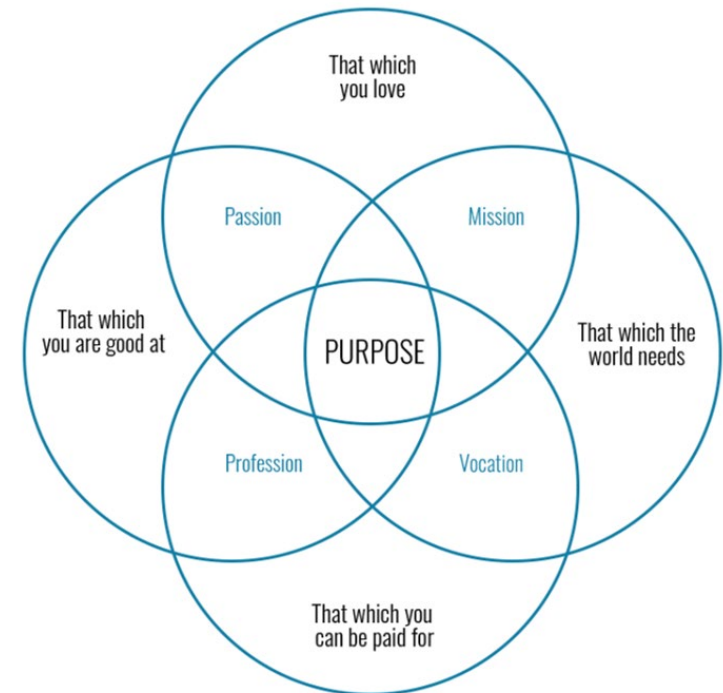 That which
you love
Passion
Mission
That which
you are good at
PURPOSE
That which the
world needs
Profession
Vocation
That which you
can be paid for